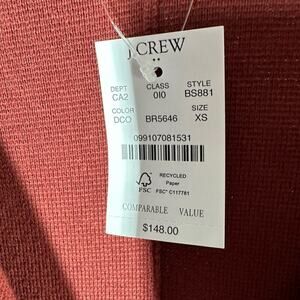 J.CREW
DEPT CLASS STYLE
CA2 010 BS881
COLOR SIZE
DCO BR5646 XS
099107081531
RECYCLED
Paper
FSC FSC® C117781
COMPARABLE VALUE
$148.00